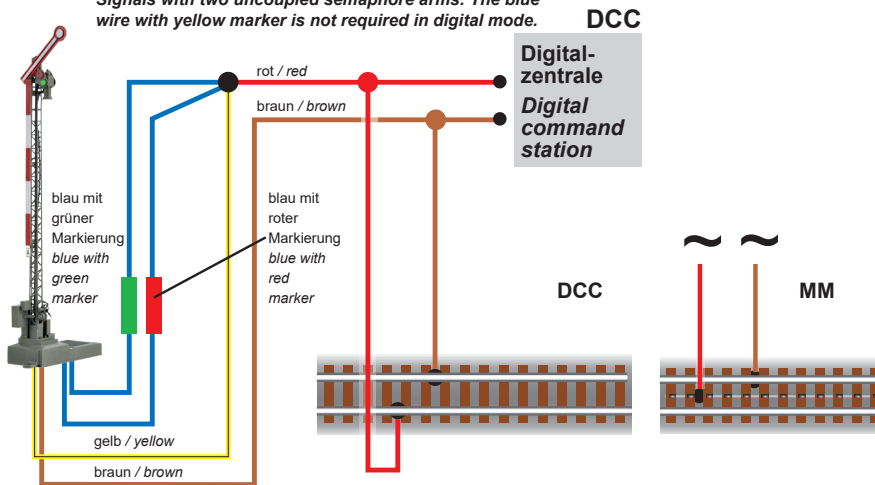 Signals with two uncoupled semaphore arms: The blue
wire with yellow marker is not required in digital mode.
DCC
Digital-
zentrale
Digital
command
station
rot / red
braun / brown
blau mit
grüner
Markierung
blue with
green
marker
blau mit
roter
Markierung
blue with
red
marker
DCC
~ ~
MM
gelb / yellow
braun / brown